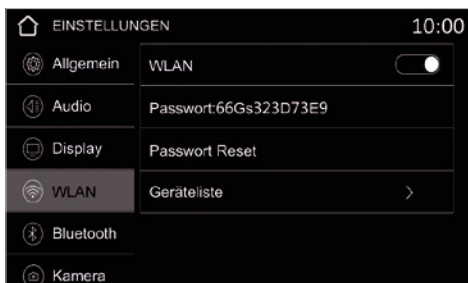 EINSTELLUNGEN 10:00
Allgemein
WLAN
Audio
Passwort:66Gs323D73E9
Display
Passwort Reset
WLAN
Geräteliste
Bluetooth
Kamera